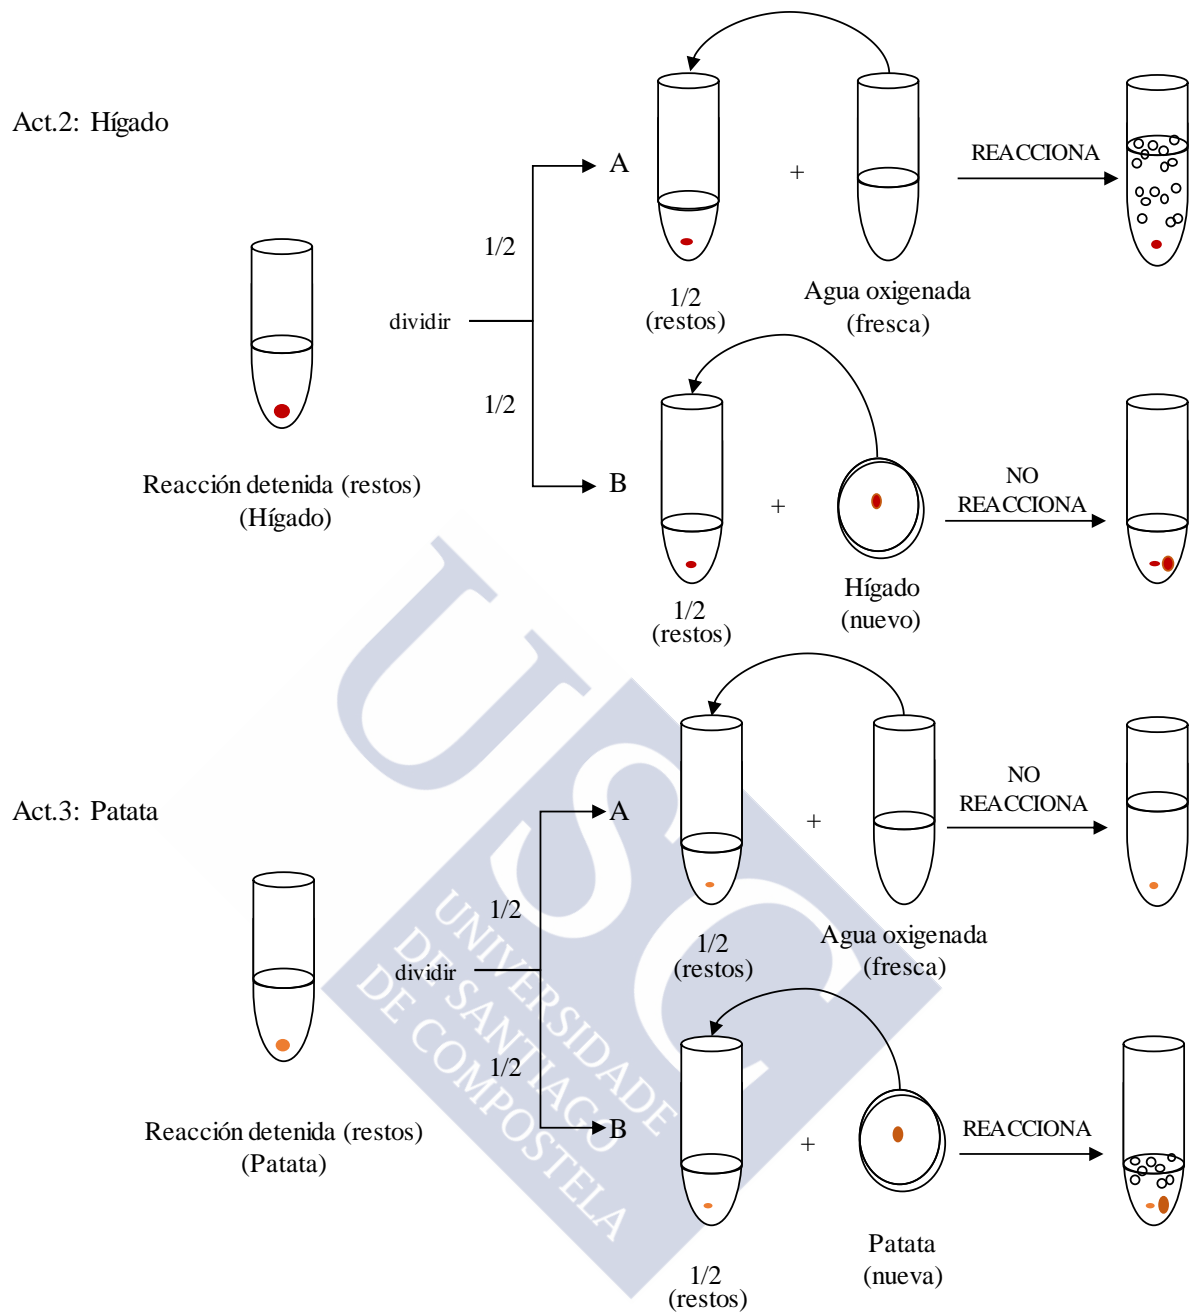 Act.2: Hígado
A
+
REACCIONA
1/2
1/2
(restos)
Agua oxigenada
(fresca)
dividir
1/2
B
+
NO
REACCIONA
Reacción detenida (restos)
(Hígado)
1/2
(restos)
Hígado
(nuevo)
Act.3: Patata
A
+
NO
REACCIONA
1/2
1/2
(restos)
Agua oxigenada
(fresca)
dividir
1/2
B
+
REACCIONA
Reacción detenida (restos)
(Patata)
1/2
(restos)
Patata
(nueva)
USC
UNIVERSIDADE
DE SANTIAGO
DE COMPOSTELA